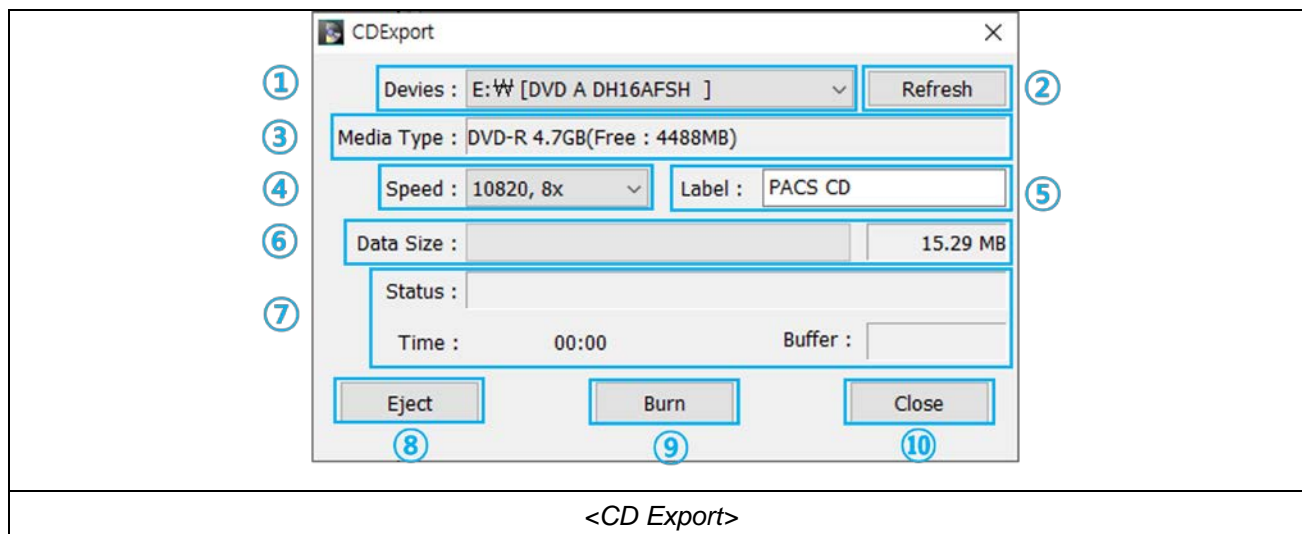 CDExport
① Devies : E:₩ [DVD A DH16AFSH ] Refresh ②
③ Media Type : DVD-R 4.7GB(Free : 4488MB)
④ Speed : 10820, 8x Label : PACS CD ⑤
⑥ Data Size : 15.29 MB
Status :
⑦
Time : 00:00 Buffer :
Eject Burn Close
⑧ ⑨ ⑩
<CD Export>